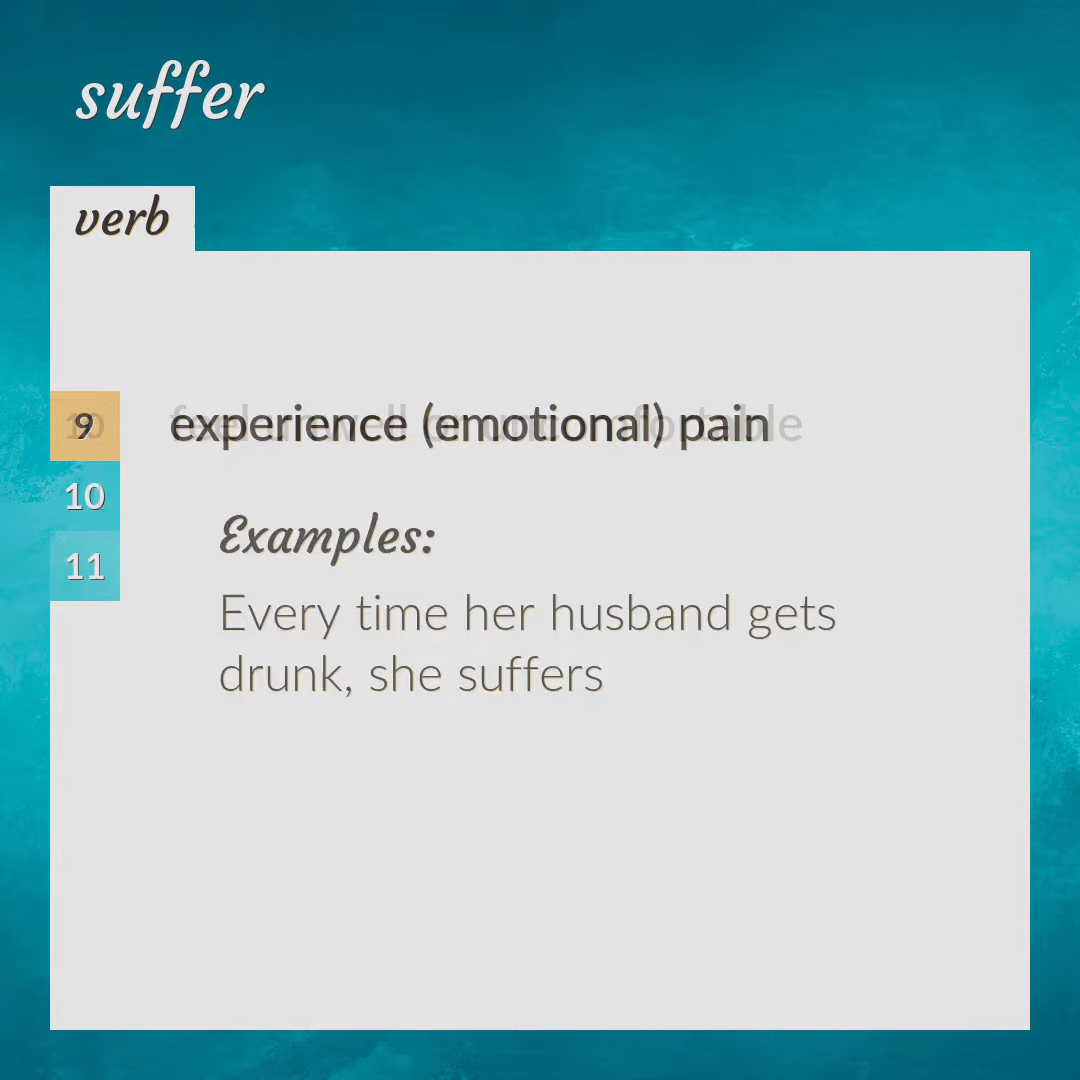 suffer
verb
9
experience (emotional) pain
10
11
Examples:
Every time her husband gets
drunk, she suffers